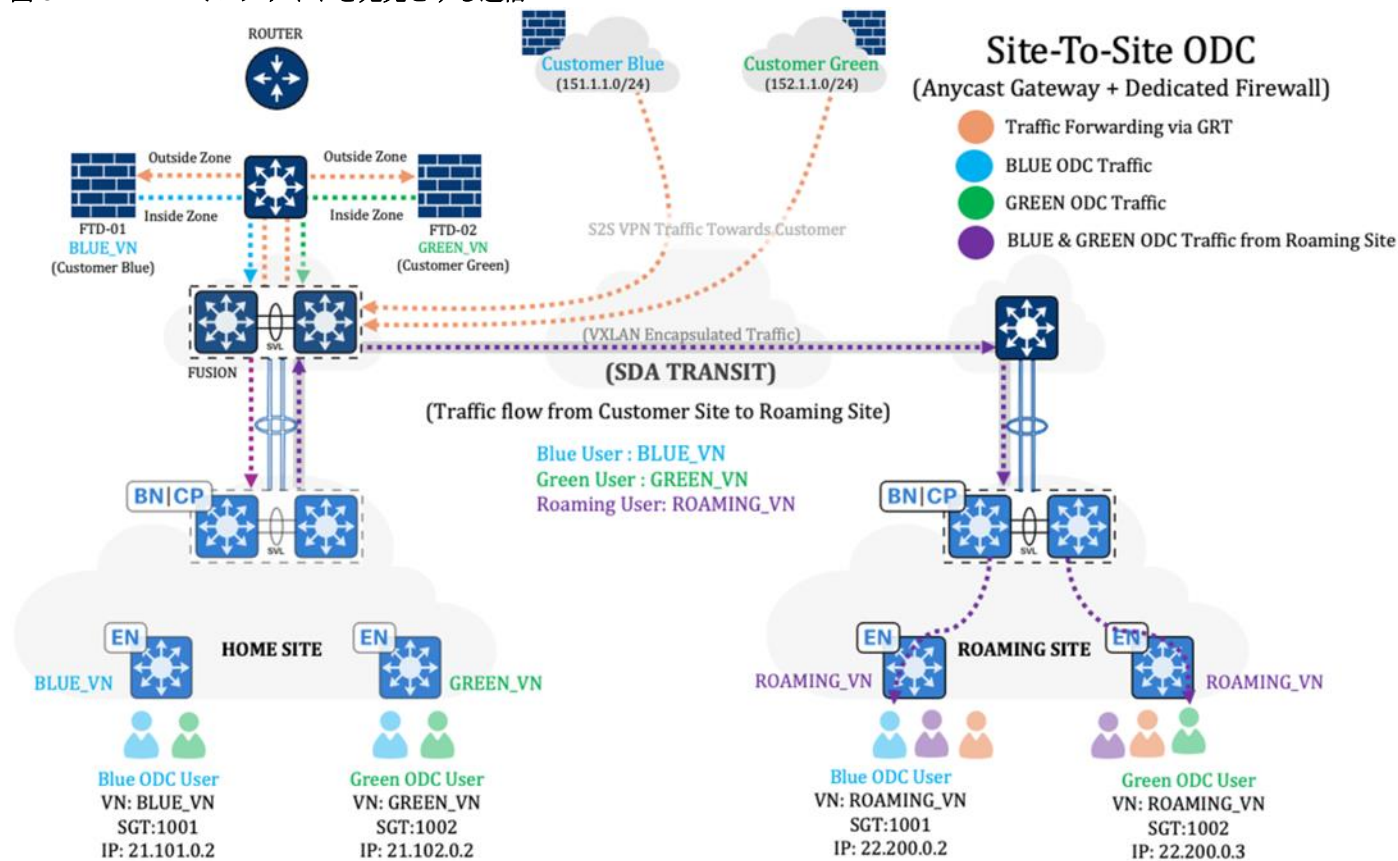 ROUTER
Customer Blue
(151.1.1.0/24)
Customer Green
(152.1.1.0/24)
Site-To-Site ODC
(Anycast Gateway + Dedicated Firewall)
Traffic Forwarding via GRT
BLUE ODC Traffic
GREEN ODC Traffic
BLUE & GREEN ODC Traffic from Roaming Site
Outside Zone
Outside Zone
Inside Zone
Inside Zone
FTD-01
BLUE_VN
(Customer Blue)
FTD-02
GREEN_VN
(Customer Green)
S2S VPN Traffic Towards Customer
SVL
FUSION
(VXLAN Encapsulated Traffic)
(SDA TRANSIT)
(Traffic flow from Customer Site to Roaming Site)
Blue User : BLUE_VN
Green User : GREEN_VN
Roaming User: ROAMING_VN
BN|CP
SVL
BN|CP
SVL
EN
HOME SITE
EN
BLUE_VN
GREEN_VN
EN
ROAMING SITE
EN
ROAMING_VN
ROAMING_VN
Blue ODC User
VN: BLUE_VN
SGT:1001
IP: 21.101.0.2
Green ODC User
VN: GREEN_VN
SGT:1002
IP: 21.102.0.2
Blue ODC User
VN: ROAMING_VN
SGT:1001
IP: 22.200.0.2
Green ODC User
VN: ROAMING_VN
SGT:1002
IP: 22.200.0.3